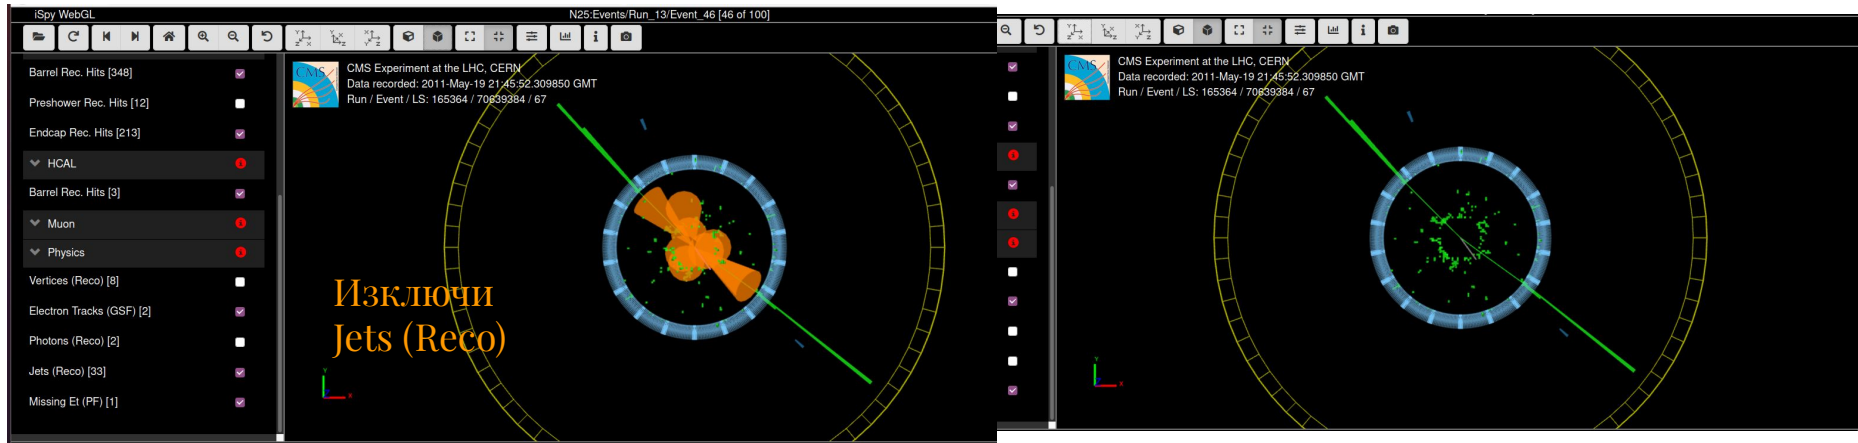 iSpy WebGL
N25:Events/Run_13/Event_46 [46 of 100]
Barrel Rec. Hits [348]
Preshower Rec. Hits [12]
Endcap Rec. Hits [213]
HCAL
Barrel Rec. Hits [3]
Muon
Physics
Vertices (Reco) [8]
Electron Tracks (GSF) [2]
Photons (Reco) [2]
Jets (Reco) [33]
Missing Et (PF) [1]
CMS
CMS Experiment at the LHC, CERN
Data recorded: 2011-May-19 21:45:52.309850 GMT
Run / Event / LS: 165364 / 70639384 / 67
Изключи
Jets (Reco)
CMS
CMS Experiment at the LHC, CERN
Data recorded: 2011-May-19 21:45:52.309850 GMT
Run / Event / LS: 165364 / 70639384 / 67